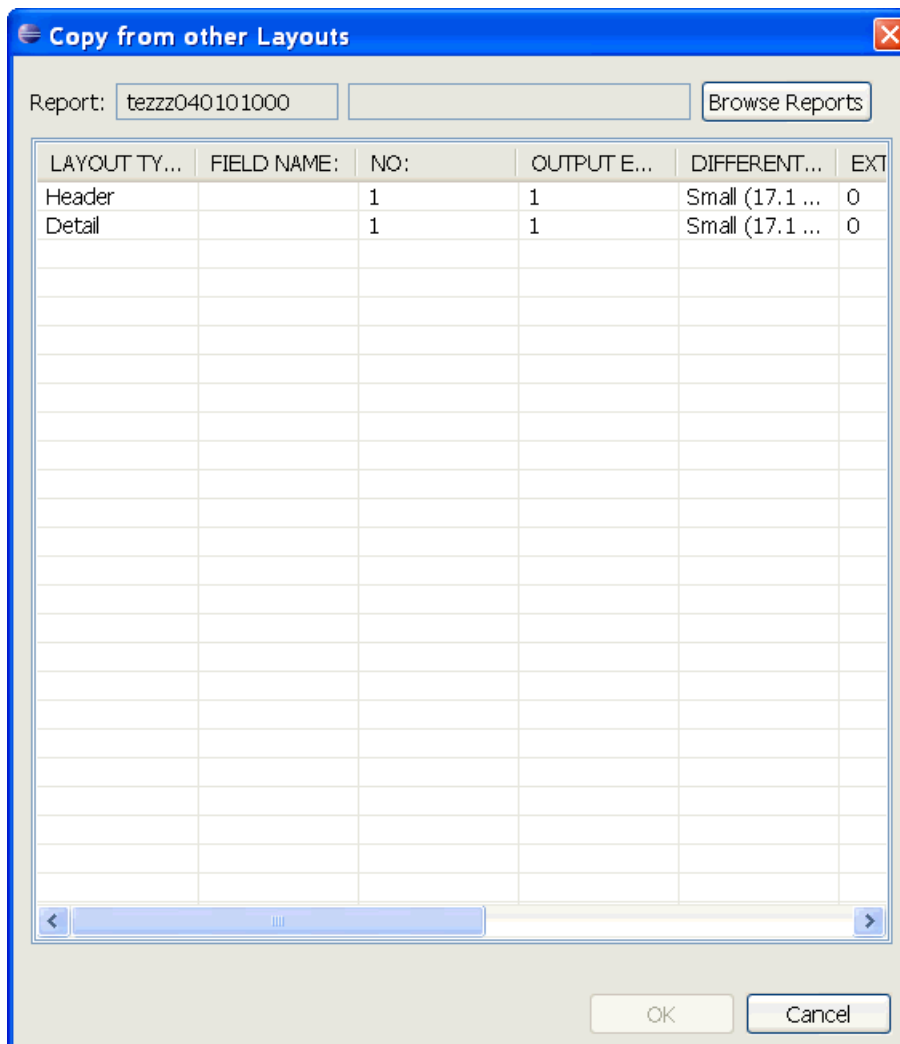 Copy from other Layouts
Report: tezzz040101000 Browse Reports
LAYOUT TY... FIELD NAME: NO: OUTPUT E... DIFFERENT... EXT
Header 1 1 Small (17.1 ... 0
Detail 1 1 Small (17.1 ... 0
OK Cancel